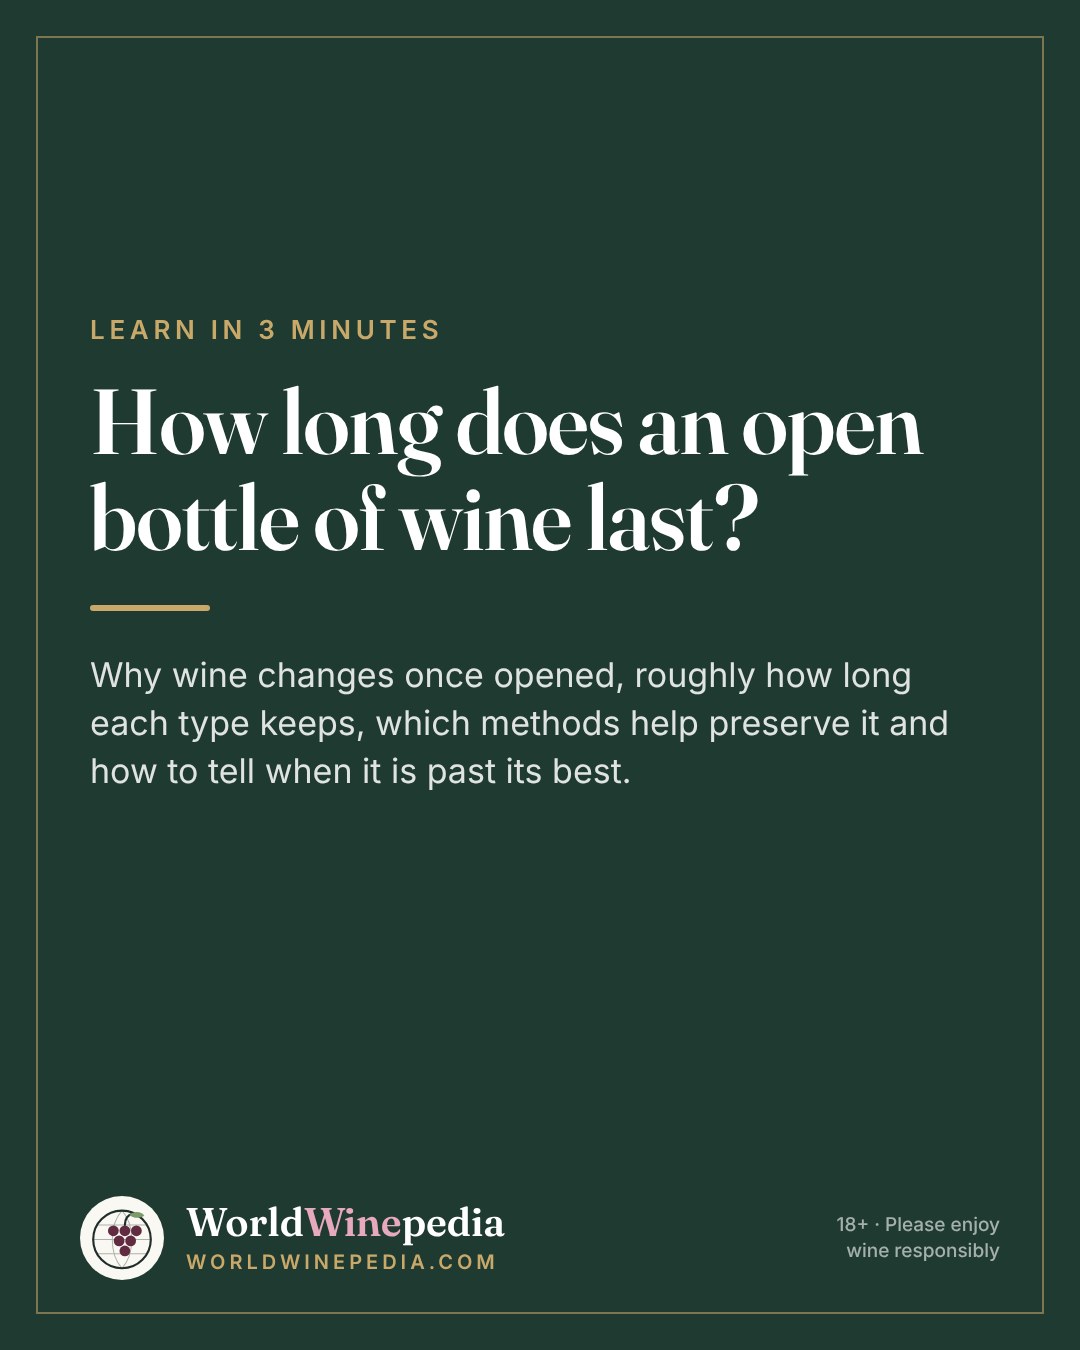 LEARN IN 3 MINUTES
How long does an open
bottle of wine last?
Why wine changes once opened, roughly how long
each type keeps, which methods help preserve it and
how to tell when it is past its best.
WorldWinepedia
WORLDWINEPEDIA.COM
18+ · Please enjoy
wine responsibly